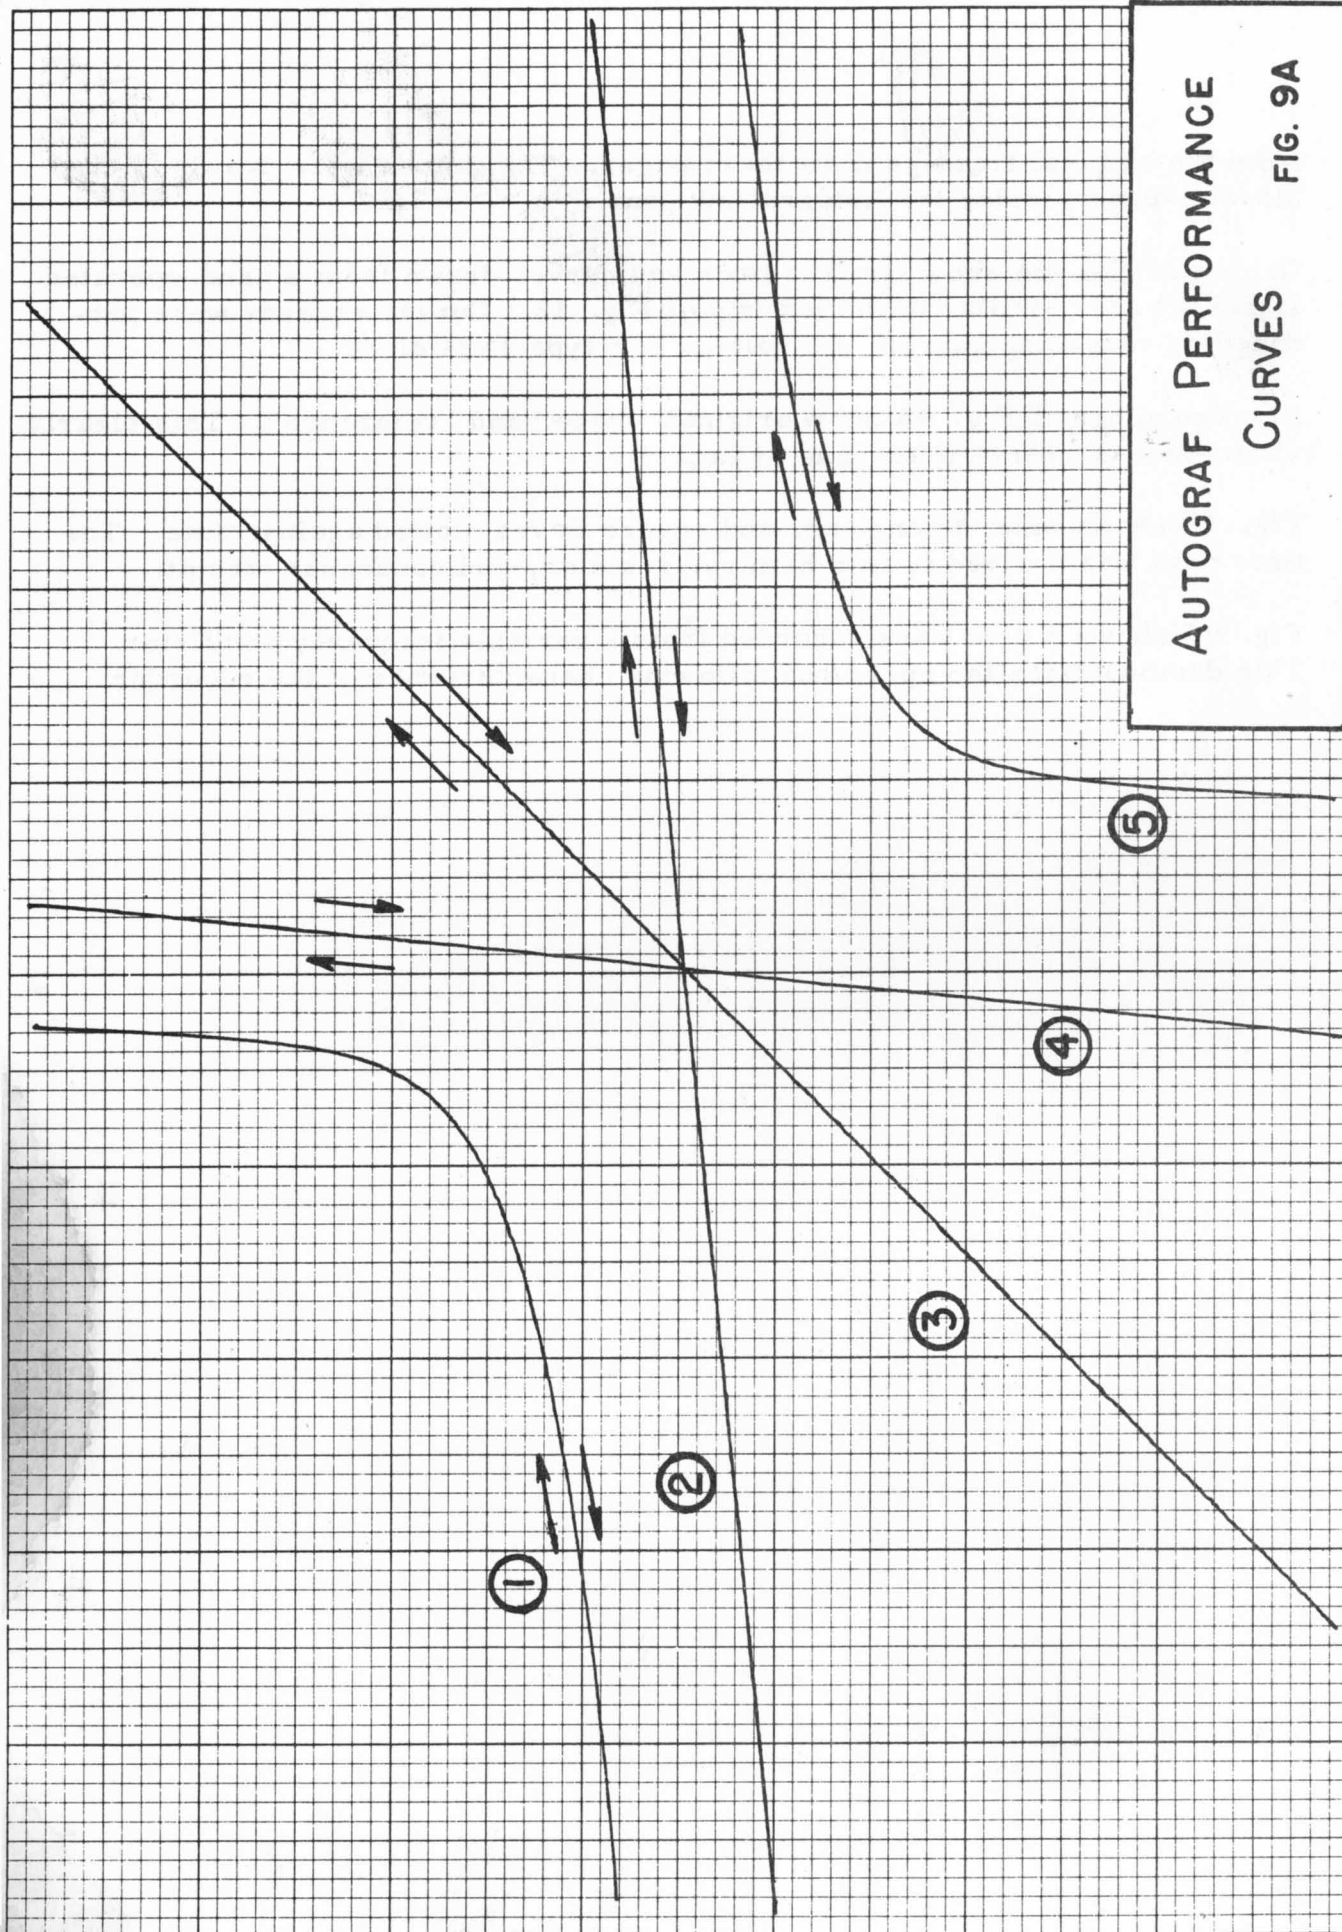 ①
②
③
④
⑤
AUTOGRAF PERFORMANCE
CURVES FIG. 9A